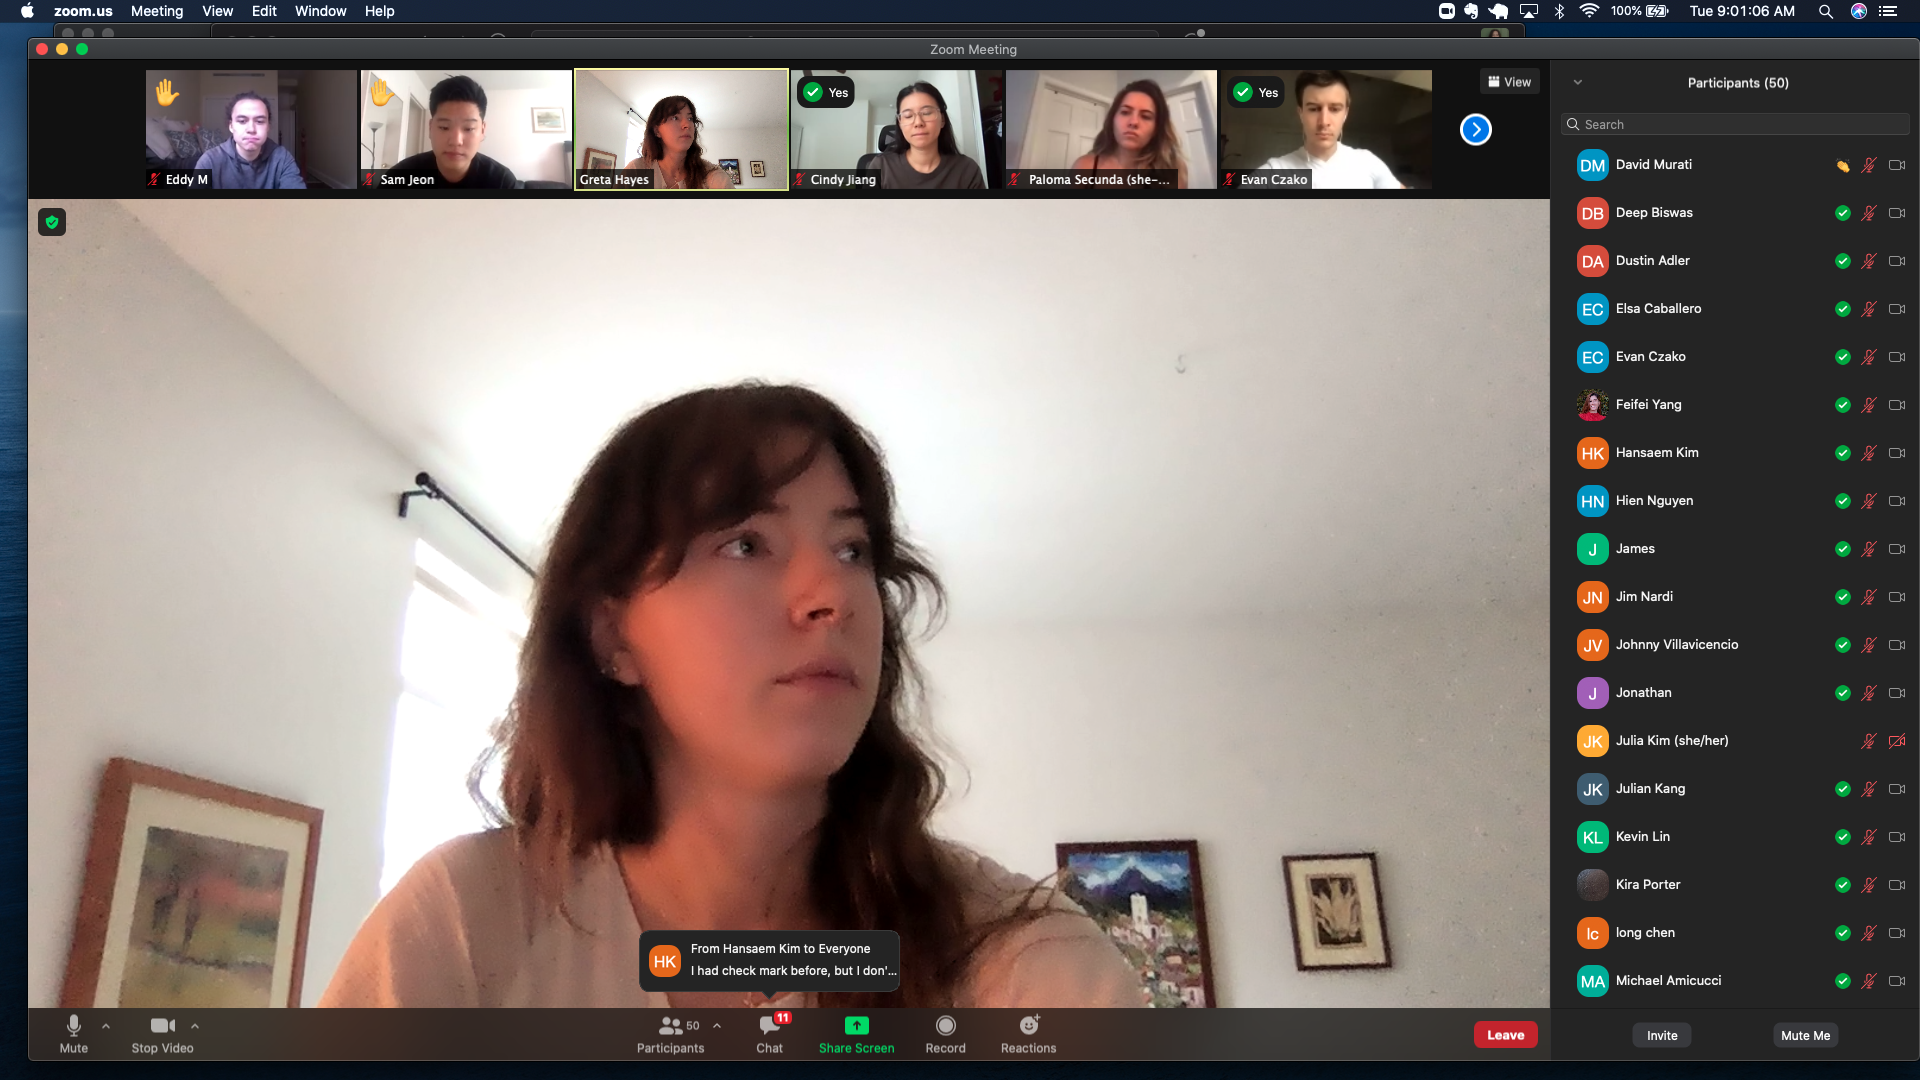 zoom.us Meeting View Edit Window Help 100% Tue 9:01:06 AM
Zoom Meeting
Yes
Yes
View
Eddy M
Sam Jeon
Greta Hayes
Cindy Jiang
Paloma Secunda (she-...
Evan Czako
Participants (50)
Search
DM David Murati
DB Deep Biswas
DA Dustin Adler
EC Elsa Caballero
EC Evan Czako
Feifei Yang
HK Hansaem Kim
HN Hien Nguyen
J James
JN Jim Nardi
JV Johnny Villavicencio
J Jonathan
JK Julia Kim (she/her)
JK Julian Kang
KL Kevin Lin
Kira Porter
lc long chen
MA Michael Amicucci
HK From Hansaem Kim to Everyone
I had check mark before, but I don'...
Mute
Stop Video
50
Participants
11
Chat
Share Screen
Record
Reactions
Leave
Invite
Mute Me